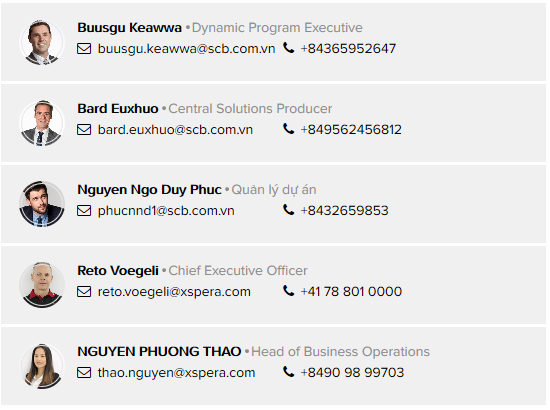 Buusgu Keawwa • Dynamic Program Executive
buusgu.keawwa@scb.com.vn +84365952647
Bard Euxhuo • Central Solutions Producer
bard.euxhuo@scb.com.vn +849562456812
Nguyen Ngo Duy Phuc • Quản lý dự án
phucnnd1@scb.com.vn +8432659853
Reto Voegeli • Chief Executive Officer
reto.voegeli@xspera.com +41 78 801 0000
NGUYEN PHUONG THAO • Head of Business Operations
thao.nguyen@xspera.com +8490 98 99703